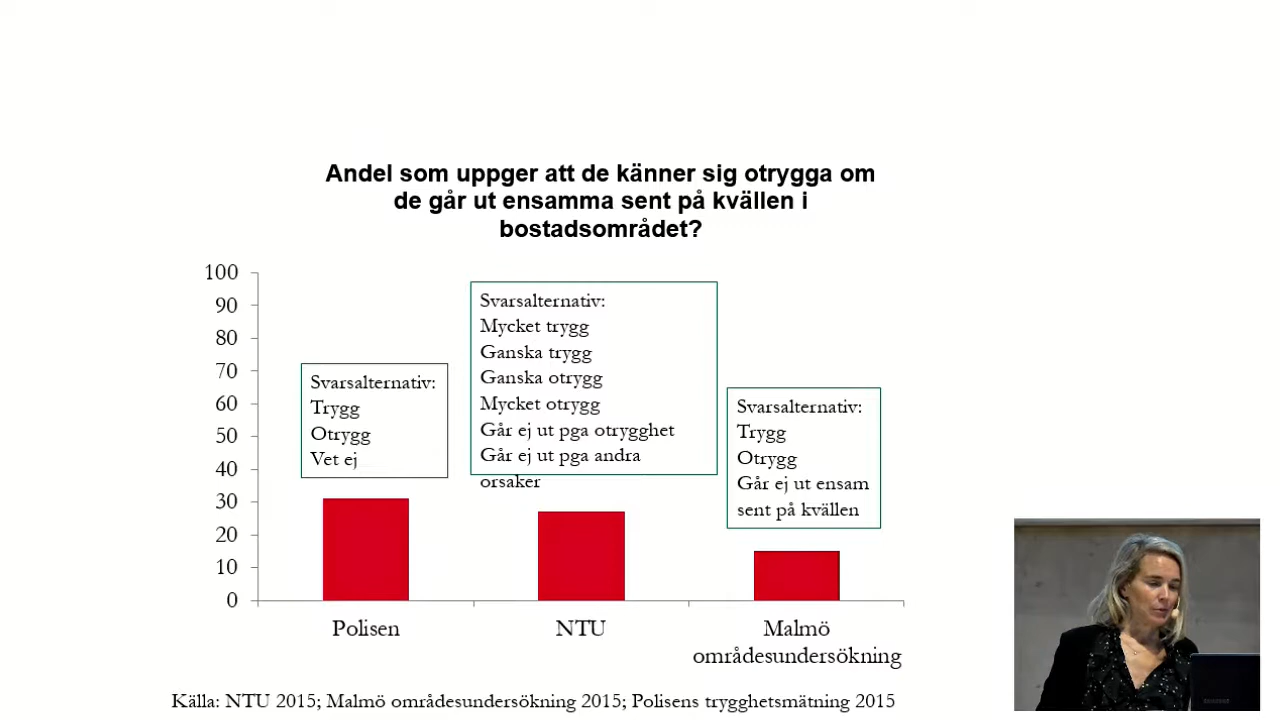 Andel som uppger att de känner sig otrygga om
de går ut ensamma sent på kvällen i
bostadsområdet?
100
90
80
70
60
50
40
30
20
10
0
Svarsalternativ:
Trygg
Otrygg
Vet ej
Svarsalternativ:
Mycket trygg
Ganska trygg
Ganska otrygg
Mycket otrygg
Går ej ut pga otrygghet
Går ej ut pga andra
orsaker
Svarsalternativ:
Trygg
Otrygg
Går ej ut ensam
sent på kvällen
Polisen
NTU
Malmö
områdesundersökning
Källa: NTU 2015; Malmö områdesundersökning 2015; Polisens trygghetsmätning 2015